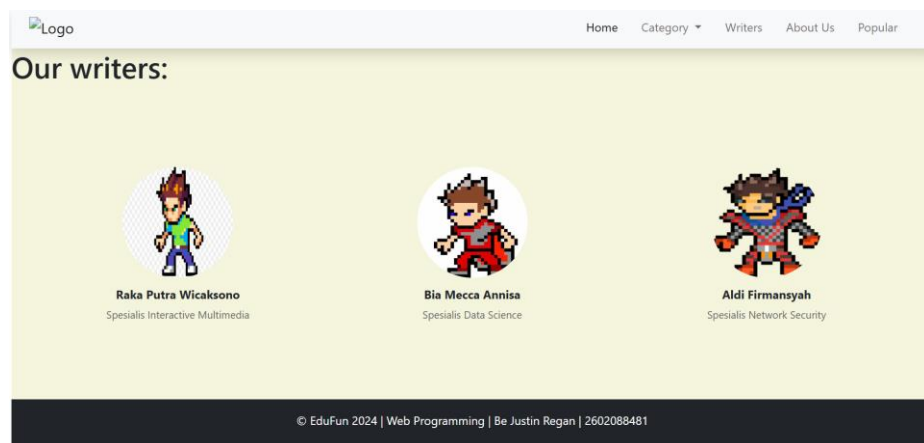 Logo
Home Category Writers About Us Popular
Our writers:
Raka Putra Wicaksono
Spesialis Interactive Multimedia
Bia Mecca Annisa
Spesialis Data Science
Aldi Firmansyah
Spesialis Network Security
© EduFun 2024 | Web Programming | Be Justin Regan | 2602088481